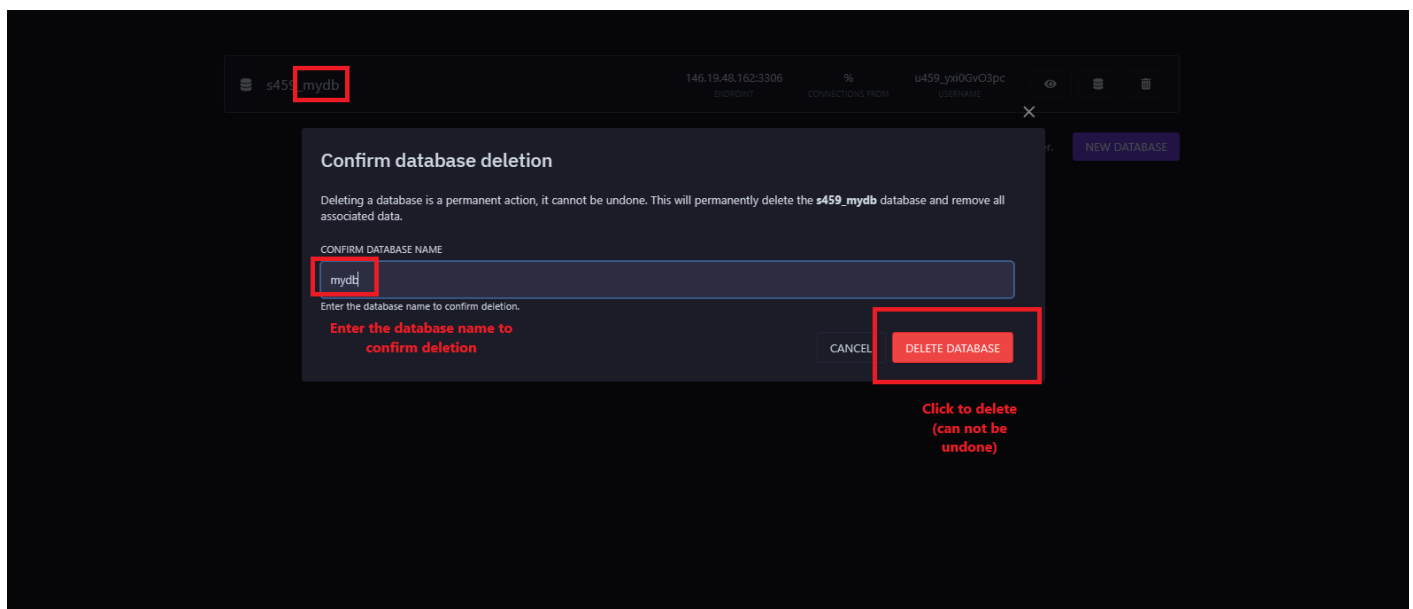 s459_mydb
146.19.48.162:3306
ENDPOINT
%
CONNECTIONS FROM
u459_yxi0GvO3pc
USERNAME
r.
NEW DATABASE
Confirm database deletion
Deleting a database is a permanent action, it cannot be undone. This will permanently delete the s459_mydb database and remove all
associated data.
CONFIRM DATABASE NAME
mydb
Enter the database name to confirm deletion.
Enter the database name to
confirm deletion
CANCEL
DELETE DATABASE
Click to delete
(can not be
undone)